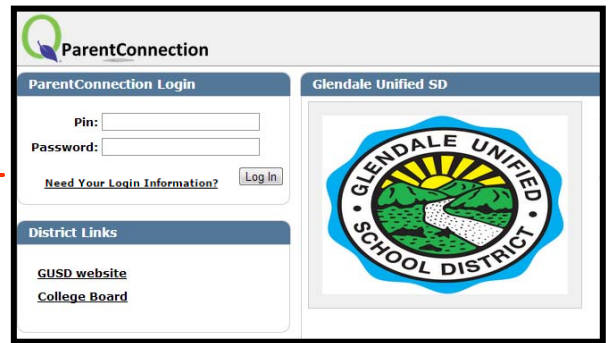 Q ParentConnection
ParentConnection Login
Pin:
Password:
Need Your Login Information?
Log In
District Links
GUSD website
College Board
Glendale Unified SD
GLENDALE UNIFIED
• SCHOOL DISTRICT •